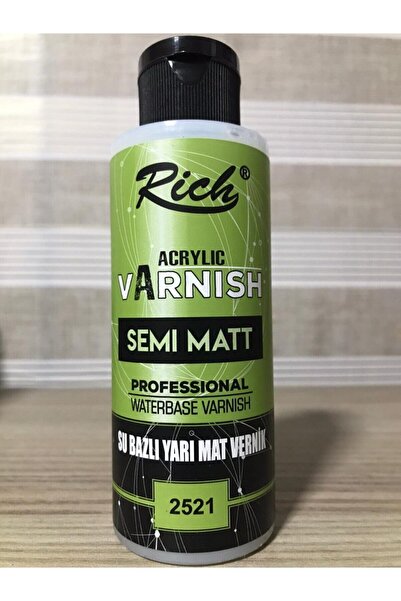 Rich®
ACRYLIC
VARNISH
SEMI MATT
PROFESSIONAL
WATERBASE VARNISH
SU BAZLI YARI MAT VERNİK
2521